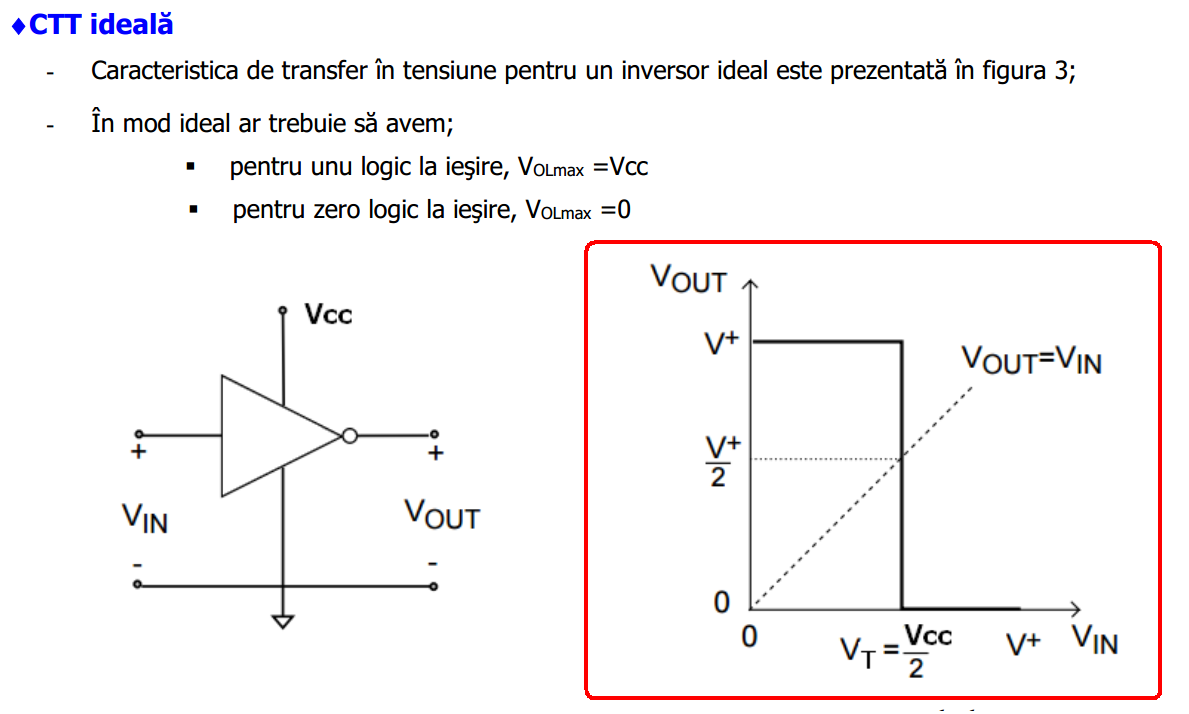 ♦CTT ideală
- Caracteristica de transfer în tensiune pentru un inversor ideal este prezentată în figura 3;
- În mod ideal ar trebuie să avem;
▪ pentru unu logic la ieşire, VOLmax =Vcc
▪ pentru zero logic la ieşire, VOLmax =0
Vcc
+
+
VIN
VOUT
-
-
VOUT
V+
VOUT=VIN
V+
2
0
0
VT = Vcc
2
V+
VIN